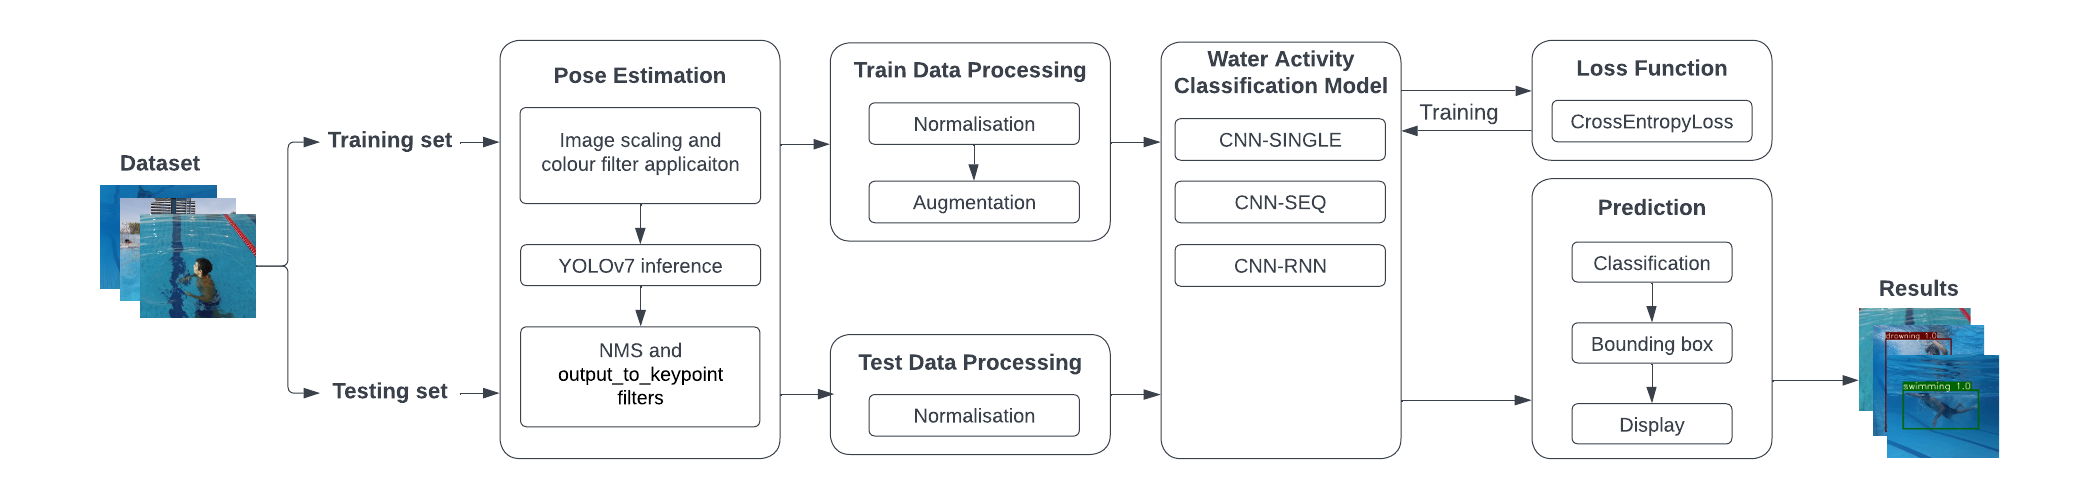 Dataset
Training set
Testing set
Pose Estimation
Image scaling and
colour filter applicaiton
YOLOv7 inference
NMS and
output_to_keypoint
filters
Train Data Processing
Normalisation
Augmentation
Test Data Processing
Normalisation
Water Activity
Classification Model
CNN-SINGLE
CNN-SEQ
CNN-RNN
Training
Loss Function
CrossEntropyLoss
Prediction
Classification
Bounding box
Display
Results
drowning 1.0
swimming 1.0